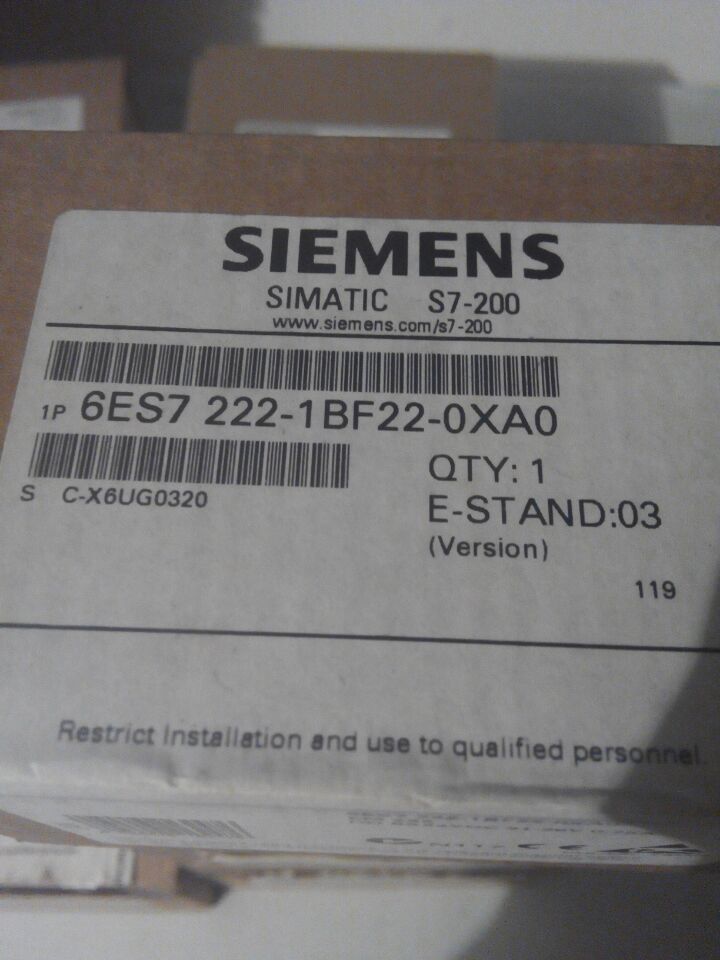 SIEMENS
SIMATIC S7-200
www.siemens.com/s7-200
1P 6ES7 222-1BF22-0XA0
S C-X6UG0320
QTY: 1
E-STAND:03
(Version)
119
Restrict Installation and use to qualified personnel.
N117